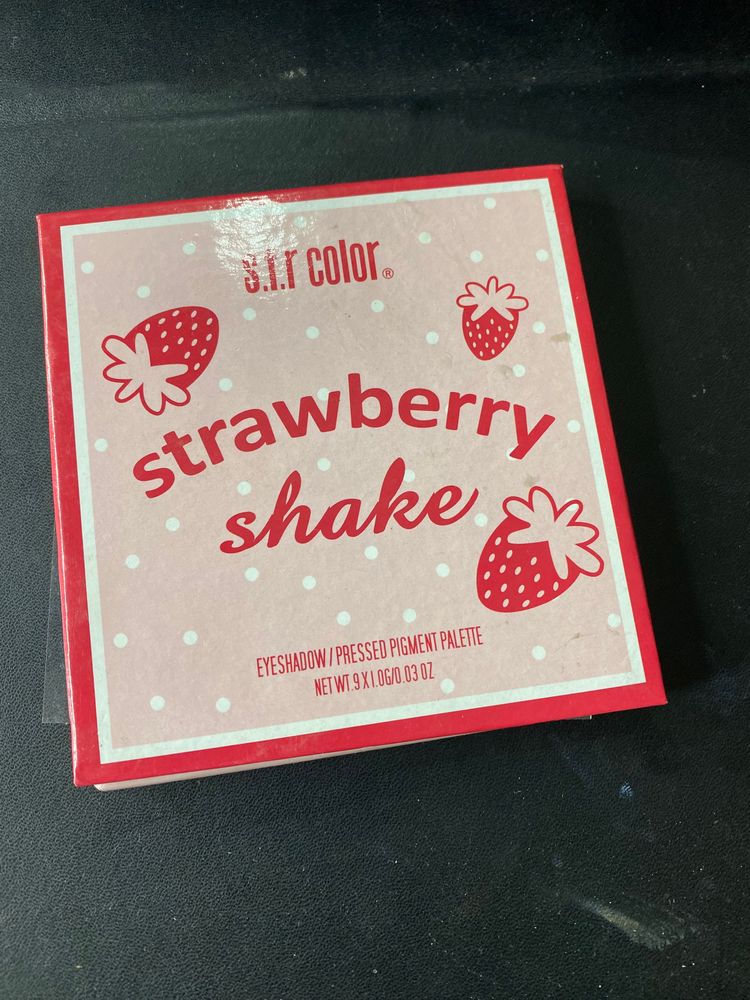 s.f.r color®
strawberry
shake
EYESHADOW / PRESSED PIGMENT PALETTE
NET WT.9 X 1.0G/0.03 OZ